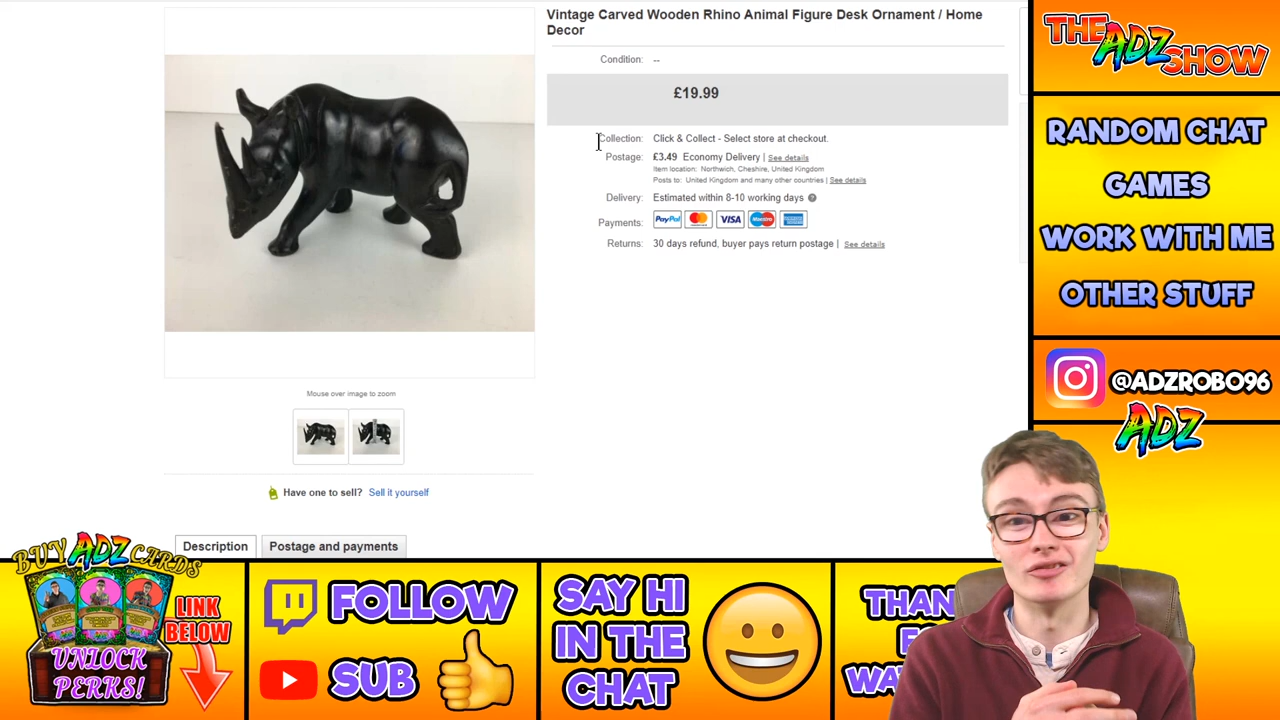 Vintage Carved Wooden Rhino Animal Figure Desk Ornament / Home
Decor
Condition: --
£19.99
Collection: Click & Collect - Select store at checkout.
Postage: £3.49 Economy Delivery | See details
Item location: Northwich, Cheshire, United Kingdom
Posts to: United Kingdom and many other countries | See details
Delivery: Estimated within 8-10 working days ?
Payments: PayPal VISA Maestro
Returns: 30 days refund, buyer pays return postage | See details
Mouse over image to zoom
Have one to sell? Sell it yourself
Description
Postage and payments
THE ADZ SHOW
RANDOM CHAT
GAMES
WORK WITH ME
OTHER STUFF
@ADZROBO96
ADZ
BUY ADZ CARDS
LINK
BELOW
UNLOCK
PERKS!
FOLLOW
SUB
SAY HI
IN THE
CHAT
THAN
F
WA